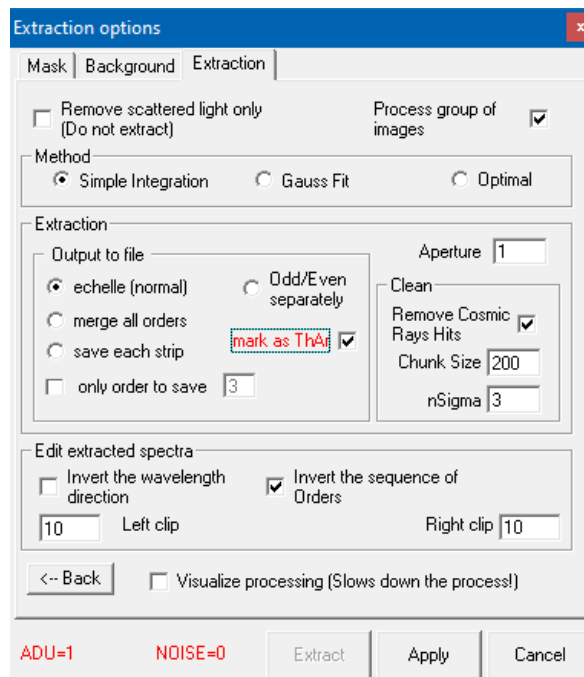 Extraction options
x
Mask Background Extraction
Remove scattered light only
(Do not extract)
Process group of
images
Method
Simple Integration Gauss Fit Optimal
Extraction
Output to file
echelle (normal)
Odd/Even
separately
merge all orders
mark as ThAr
save each strip
only order to save 3
Aperture 1
Clean
Remove Cosmic
Rays Hits
Chunk Size 200
nSigma 3
Edit extracted spectra
Invert the wavelength
direction
Invert the sequence of
Orders
10 Left clip Right clip 10
<-- Back Visualize processing (Slows down the process!)
ADU=1 NOISE=0 Extract Apply Cancel